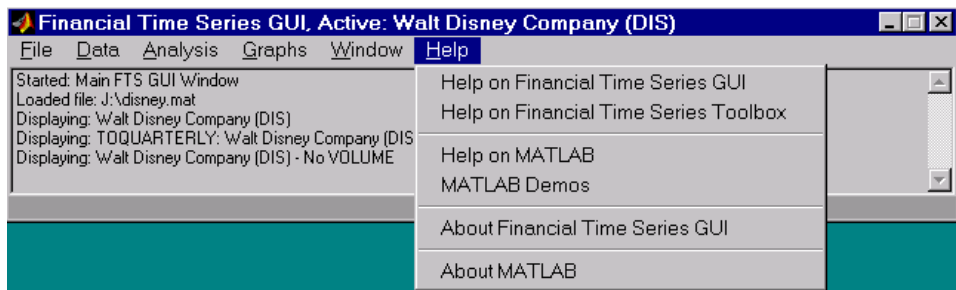 Financial Time Series GUI, Active: Walt Disney Company (DIS)
File Data Analysis Graphs Window Help
Started: Main FTS GUI Window
Loaded file: J:\disney.mat
Displaying: Walt Disney Company (DIS)
Displaying: TOQUARTERLY: Walt Disney Company (DIS
Displaying: Walt Disney Company (DIS) - No VOLUME
Help on Financial Time Series GUI
Help on Financial Time Series Toolbox
Help on MATLAB
MATLAB Demos
About Financial Time Series GUI
About MATLAB